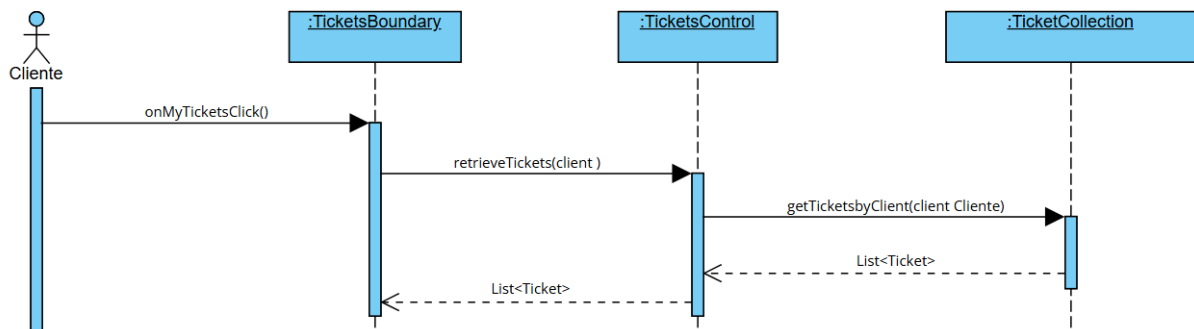 :TicketsBoundary
:TicketsControl
:TicketCollection
Cliente
onMyTicketsClick()
retrieveTickets(client )
getTicketsbyClient(client Cliente)
List<Ticket>
List<Ticket>